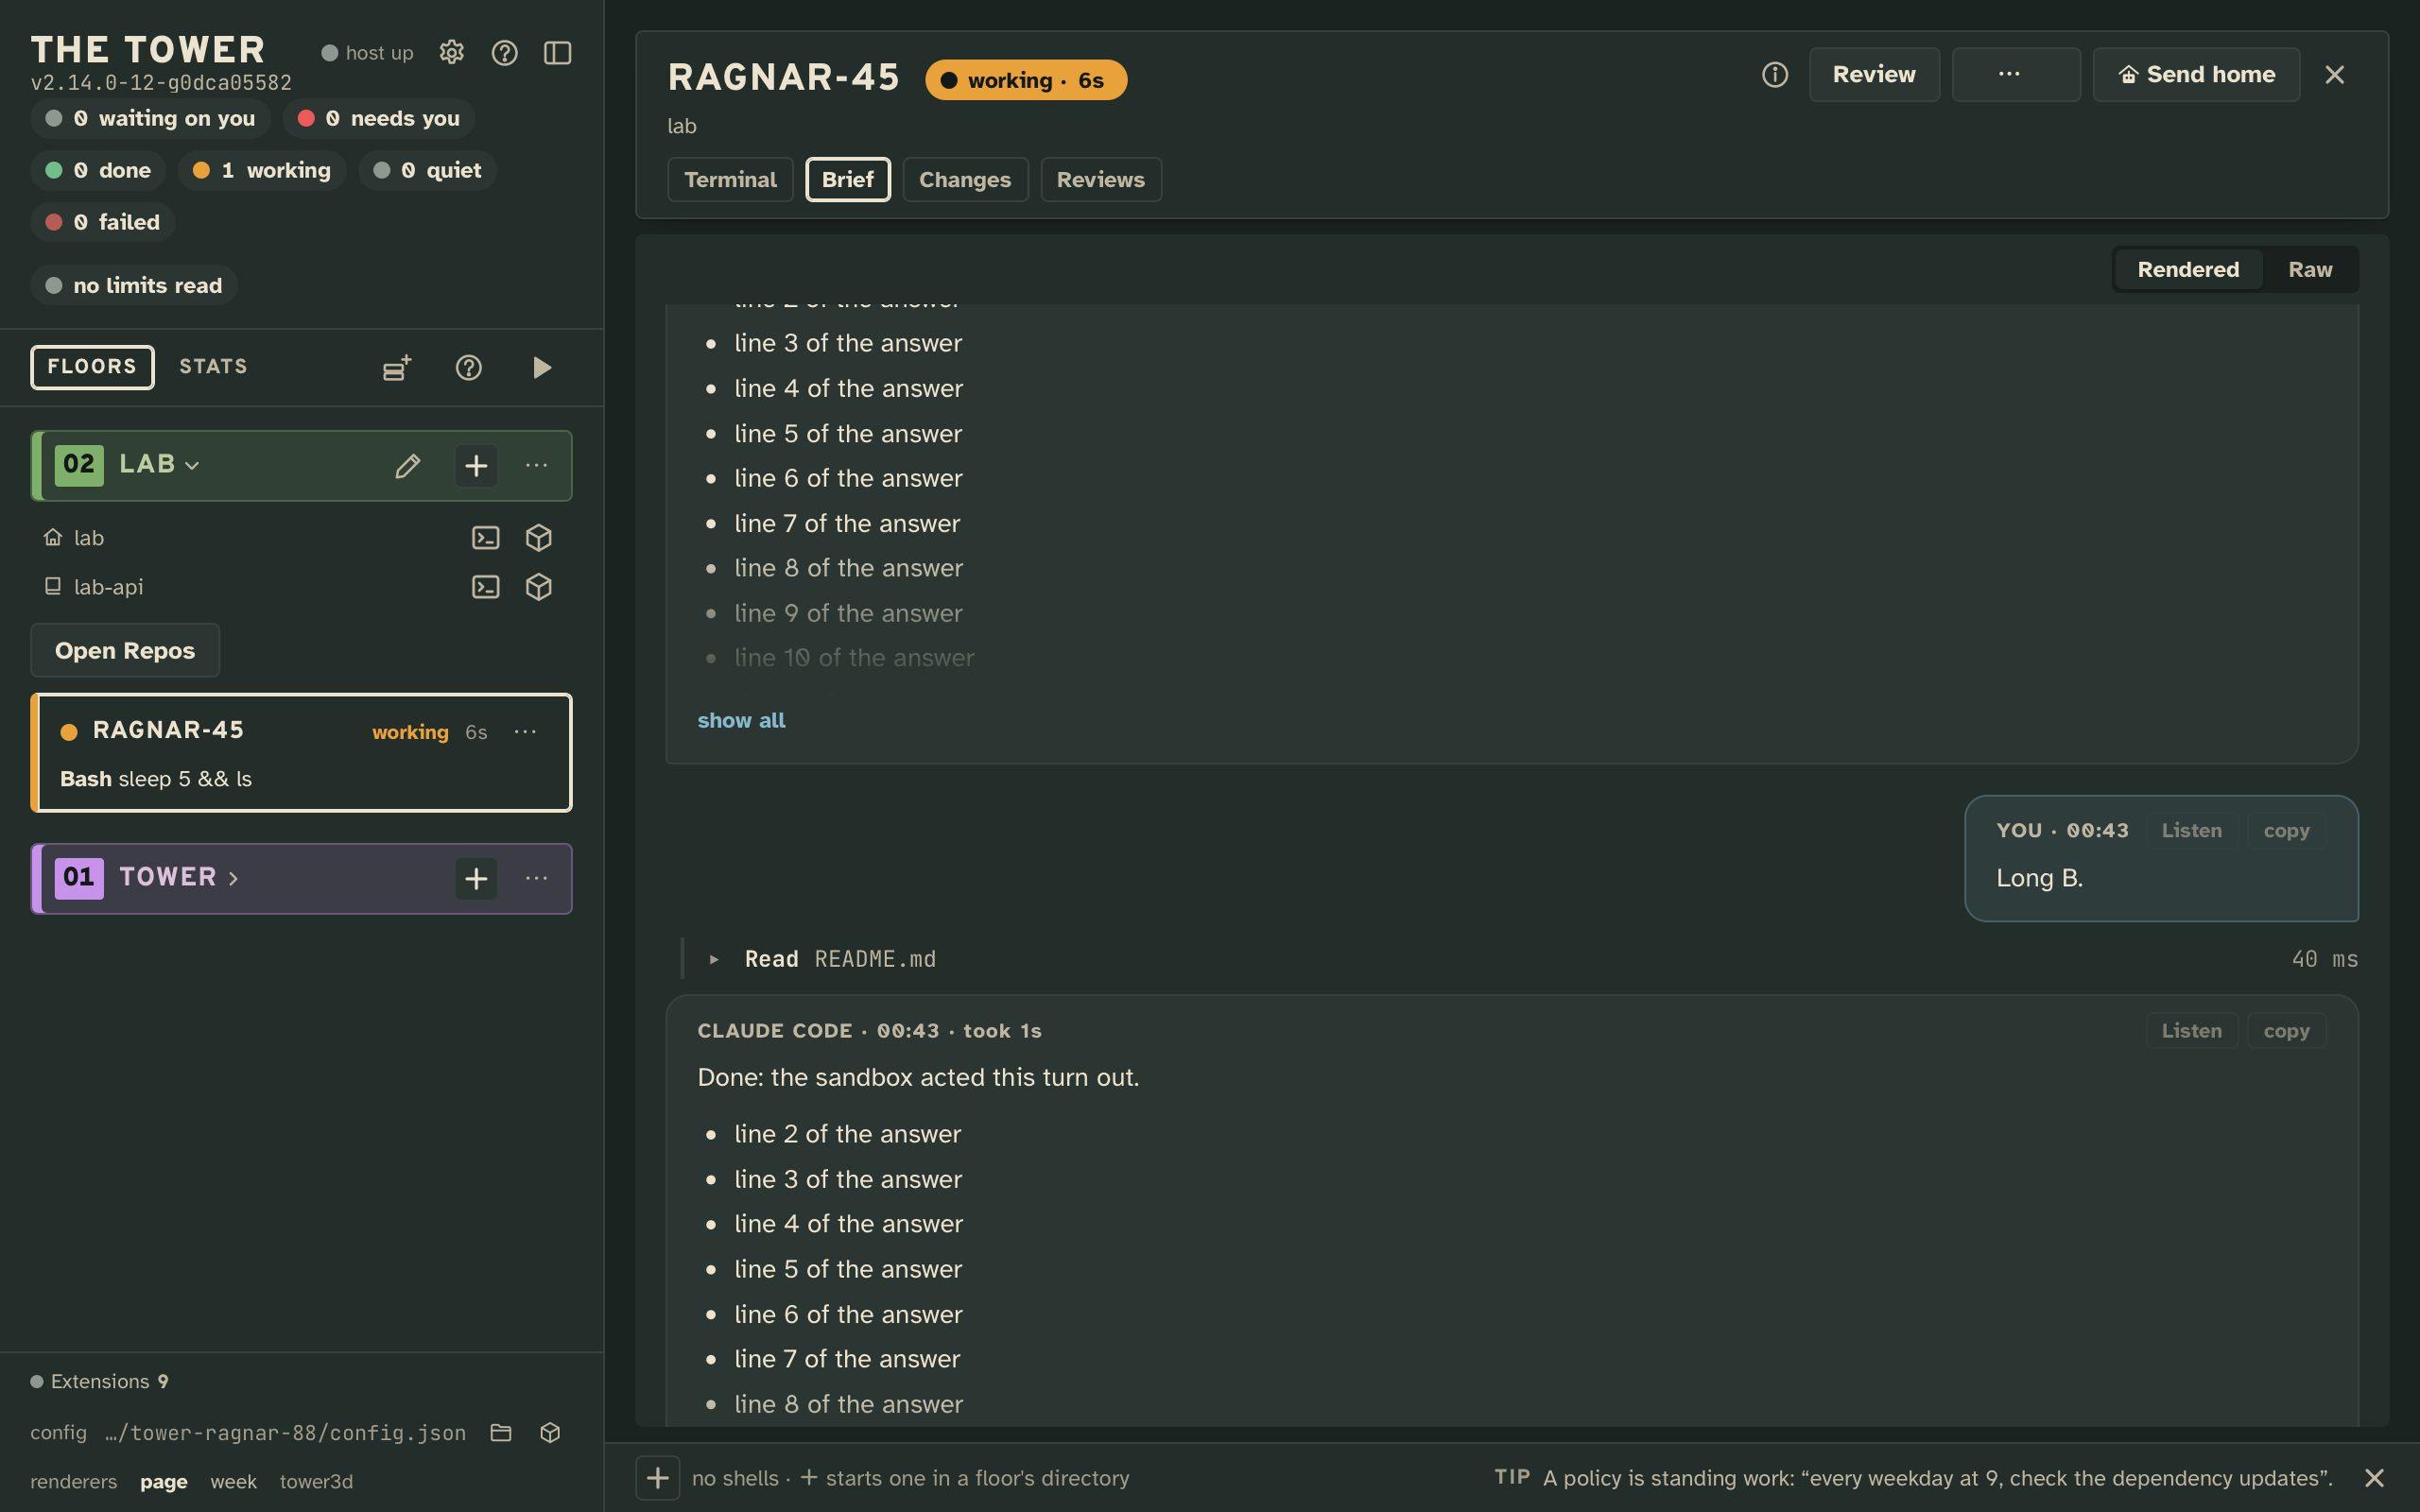 THE TOWER
host up
v2.14.0-12-g0dca05582
0 waiting on you
0 needs you
0 done
1 working
0 quiet
0 failed
no limits read
FLOORS
STATS
02 LAB
lab
lab-api
Open Repos
RAGNAR-45
working 6s
Bash sleep 5 && ls
01 TOWER
Extensions 9
config …/tower-ragnar-88/config.json
renderers page week tower3d
RAGNAR-45
working · 6s
Review
Send home
lab
Terminal
Brief
Changes
Reviews
Rendered
Raw
line 2 of the answer
line 3 of the answer
line 4 of the answer
line 5 of the answer
line 6 of the answer
line 7 of the answer
line 8 of the answer
line 9 of the answer
line 10 of the answer
show all
YOU · 00:43
Listen
copy
Long B.
Read README.md
40 ms
CLAUDE CODE · 00:43 · took 1s
Listen
copy
Done: the sandbox acted this turn out.
line 2 of the answer
line 3 of the answer
line 4 of the answer
line 5 of the answer
line 6 of the answer
line 7 of the answer
line 8 of the answer
no shells · + starts one in a floor's directory
TIP A policy is standing work: “every weekday at 9, check the dependency updates”.